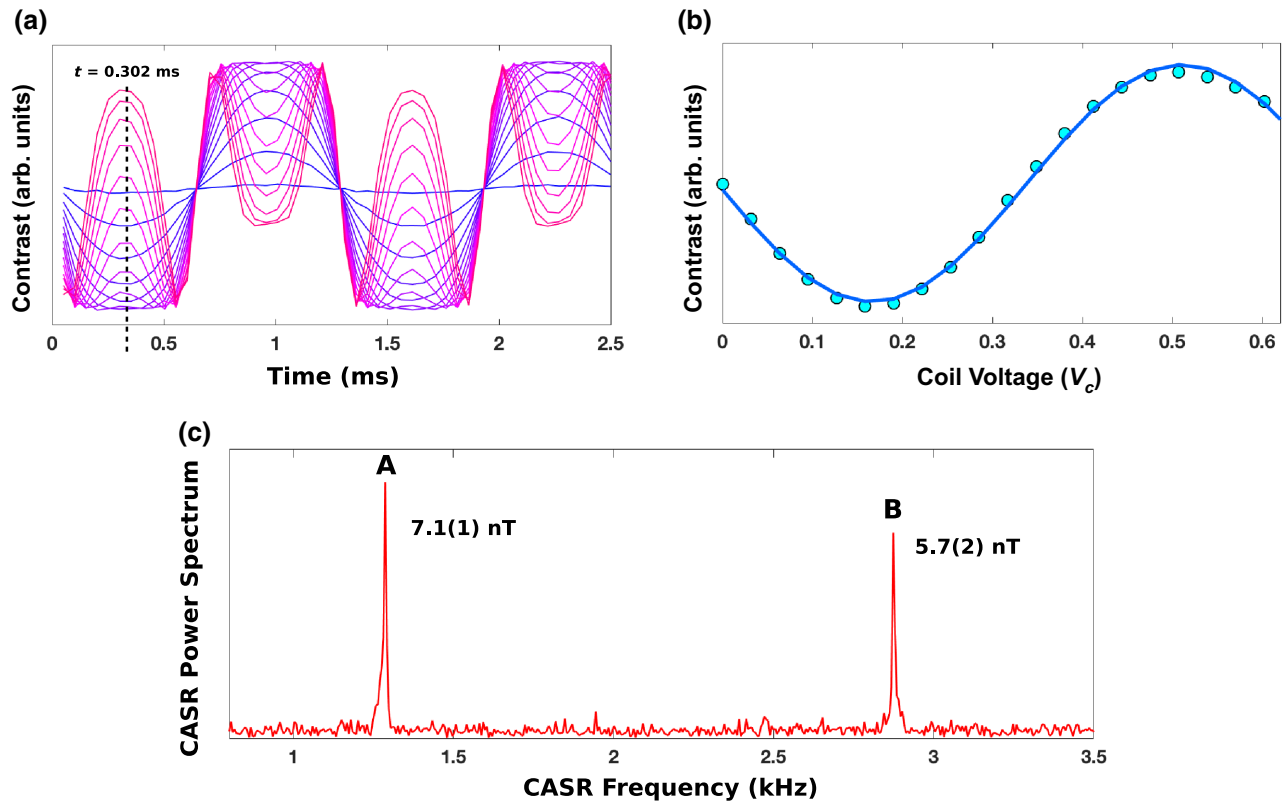 (a)
t = 0.302 ms
Contrast (arb. units)
0 0.5 1 1.5 2 2.5
Time (ms)
(b)
Contrast (arb. units)
0 0.1 0.2 0.3 0.4 0.5 0.6
Coil Voltage (V_c)
(c)
CASR Power Spectrum
A
7.1(1) nT
B
5.7(2) nT
1 1.5 2 2.5 3 3.5
CASR Frequency (kHz)